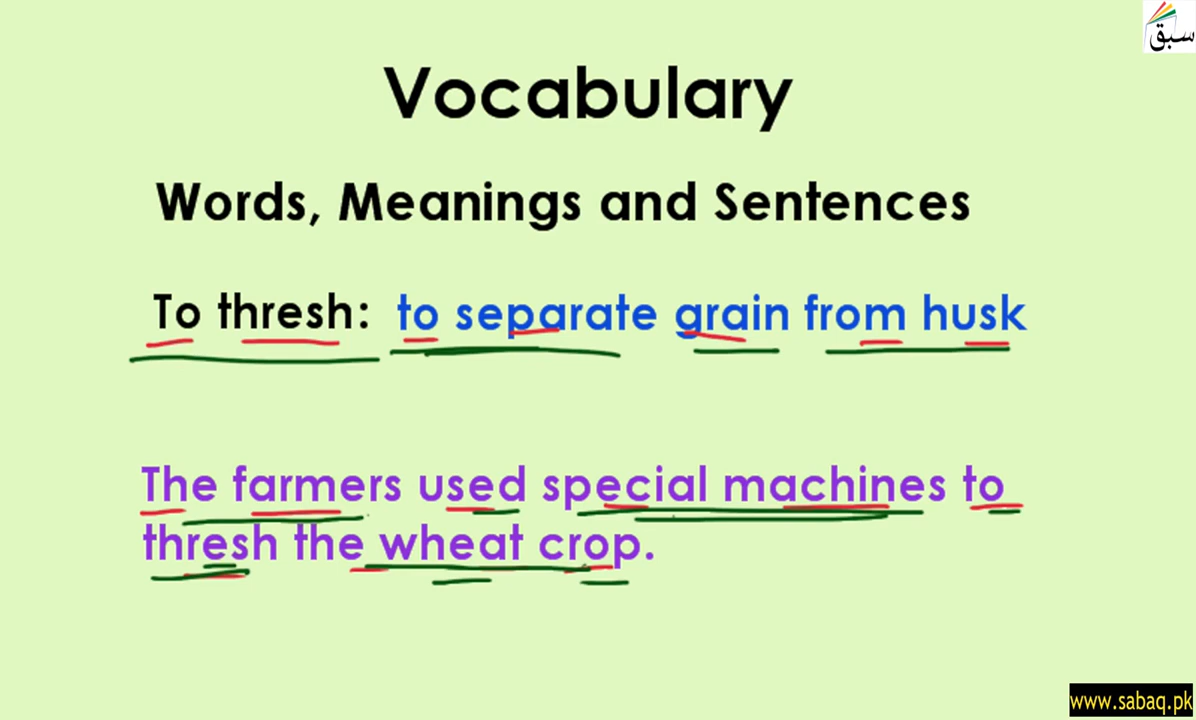 سبق
Vocabulary
Words, Meanings and Sentences
To thresh: to separate grain from husk
The farmers used special machines to
thresh the wheat crop.
www.sabaq.pk